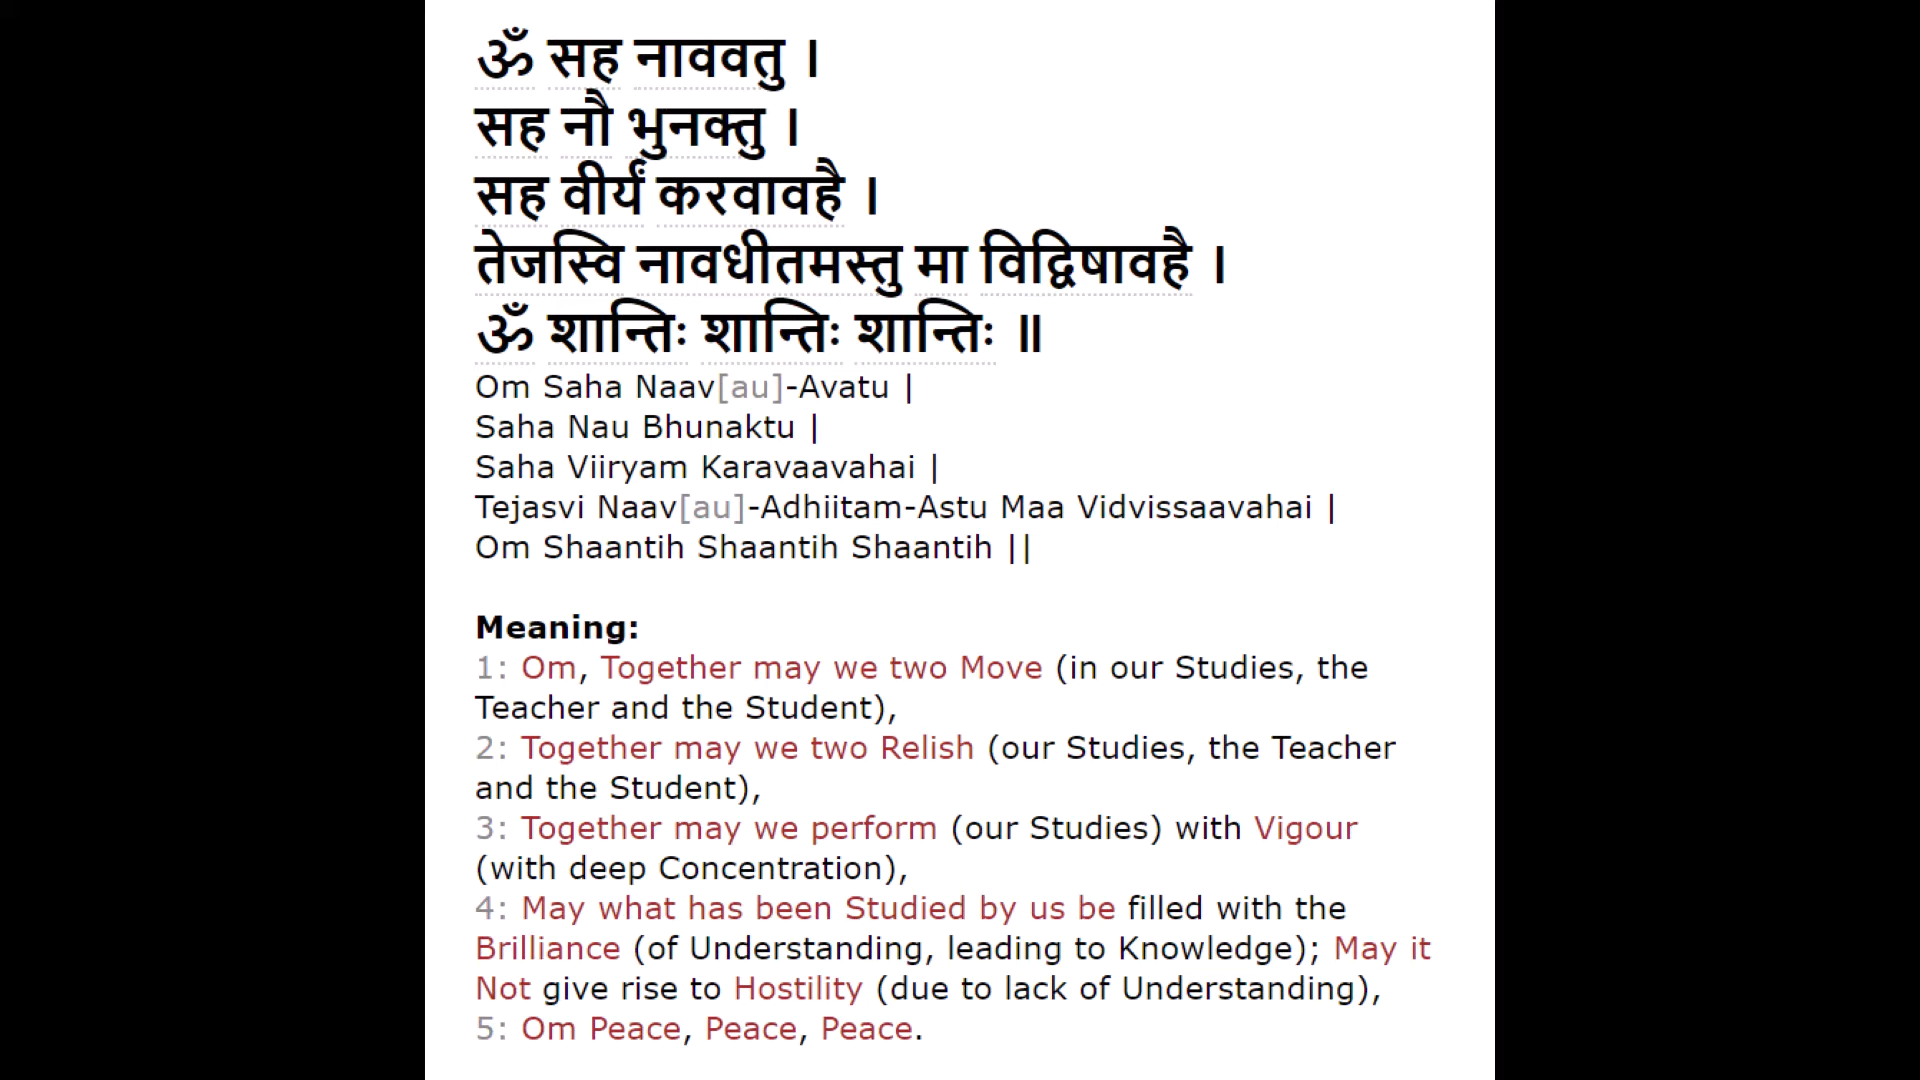 ॐ सह नाववतु ।
सह नौ भुनक्तु ।
सह वीर्यं करवावहै ।
तेजस्वि नावधीतमस्तु मा विद्विषावहै ।
ॐ शान्तिः शान्तिः शान्तिः ॥
Om Saha Naav[au]-Avatu |
Saha Nau Bhunaktu |
Saha Viiryam Karavaavahai |
Tejasvi Naav[au]-Adhiitam-Astu Maa Vidvissaavahai |
Om Shaantih Shaantih Shaantih ||
Meaning:
1: Om, Together may we two Move (in our Studies, the
Teacher and the Student),
2: Together may we two Relish (our Studies, the Teacher
and the Student),
3: Together may we perform (our Studies) with Vigour
(with deep Concentration),
4: May what has been Studied by us be filled with the
Brilliance (of Understanding, leading to Knowledge); May it
Not give rise to Hostility (due to lack of Understanding),
5: Om Peace, Peace, Peace.